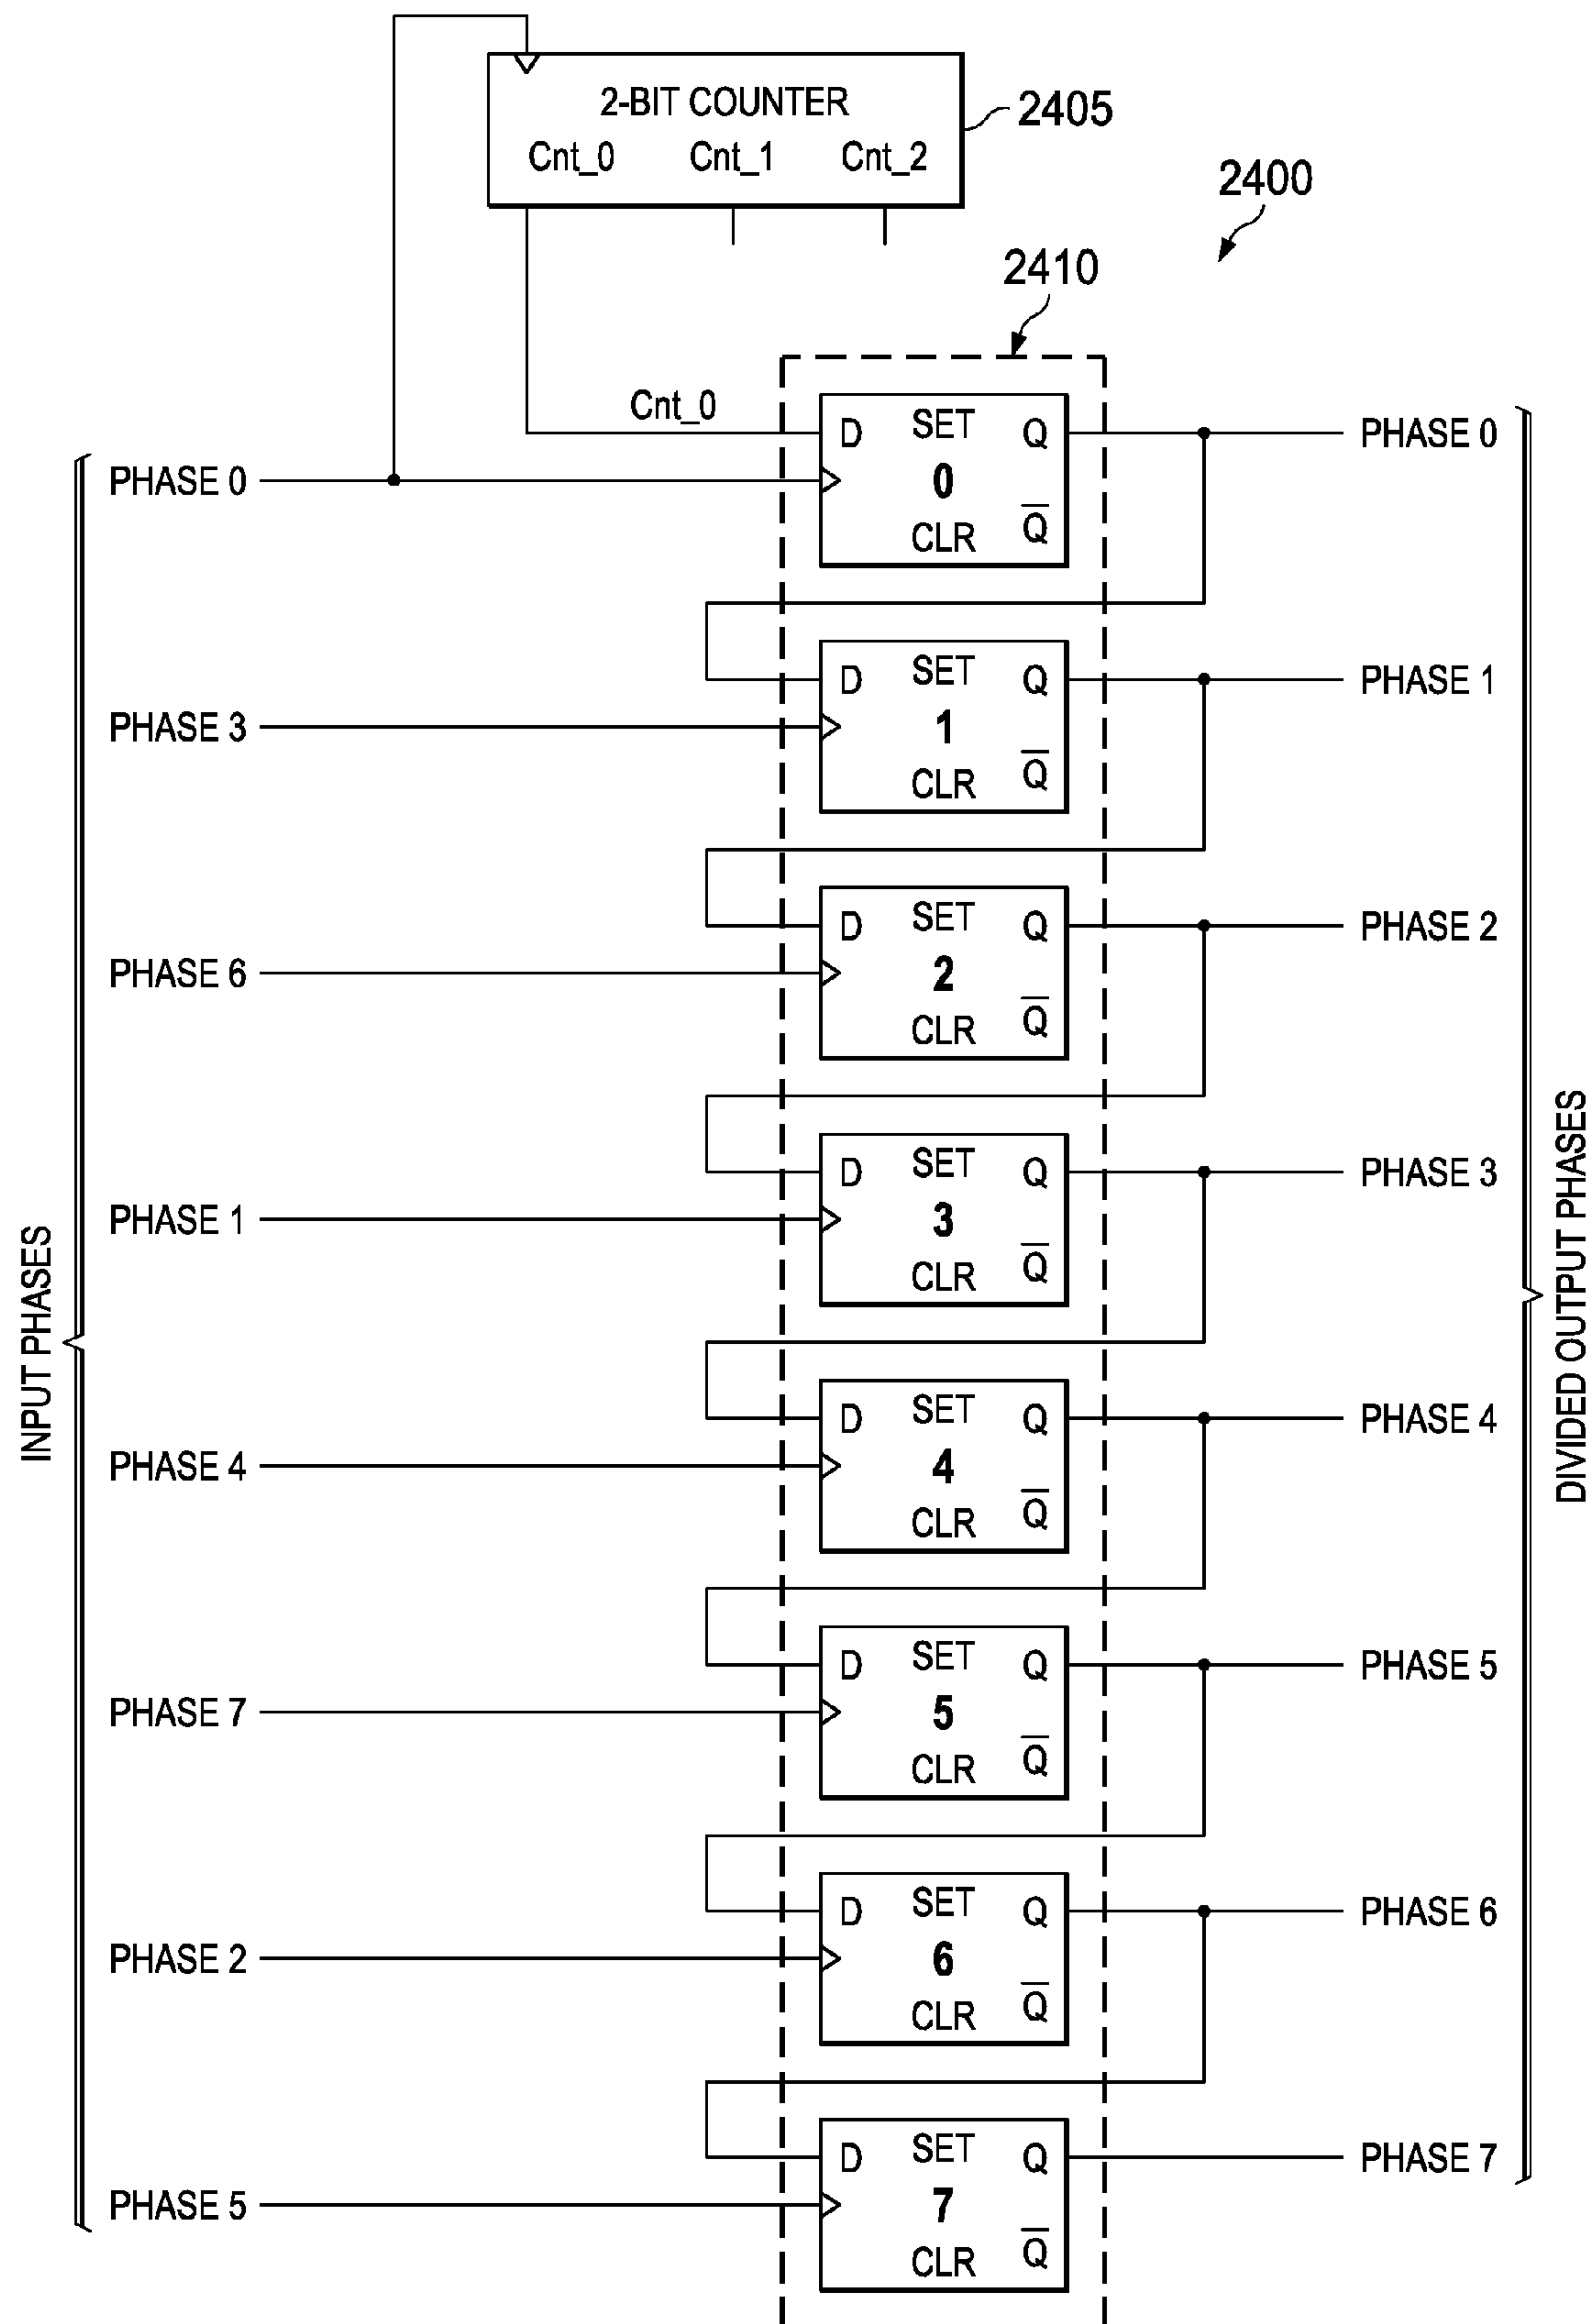 2-BIT COUNTER
2405
Cnt_0 Cnt_1 Cnt_2
2400
2410
Cnt_0
D SET Q
PHASE 0
PHASE 0
0
Q
CLR
D SET Q
PHASE 1
PHASE 3
1
Q
CLR
D SET Q
PHASE 2
PHASE 6
2
Q
CLR
D SET Q
PHASE 3
PHASE 1
3
Q
CLR
INPUT PHASES
DIVIDED OUTPUT PHASES
D SET Q
PHASE 4
PHASE 4
4
Q
CLR
D SET Q
PHASE 5
PHASE 7
5
Q
CLR
D SET Q
PHASE 6
PHASE 2
6
Q
CLR
D SET Q
PHASE 7
PHASE 5
7
Q
CLR